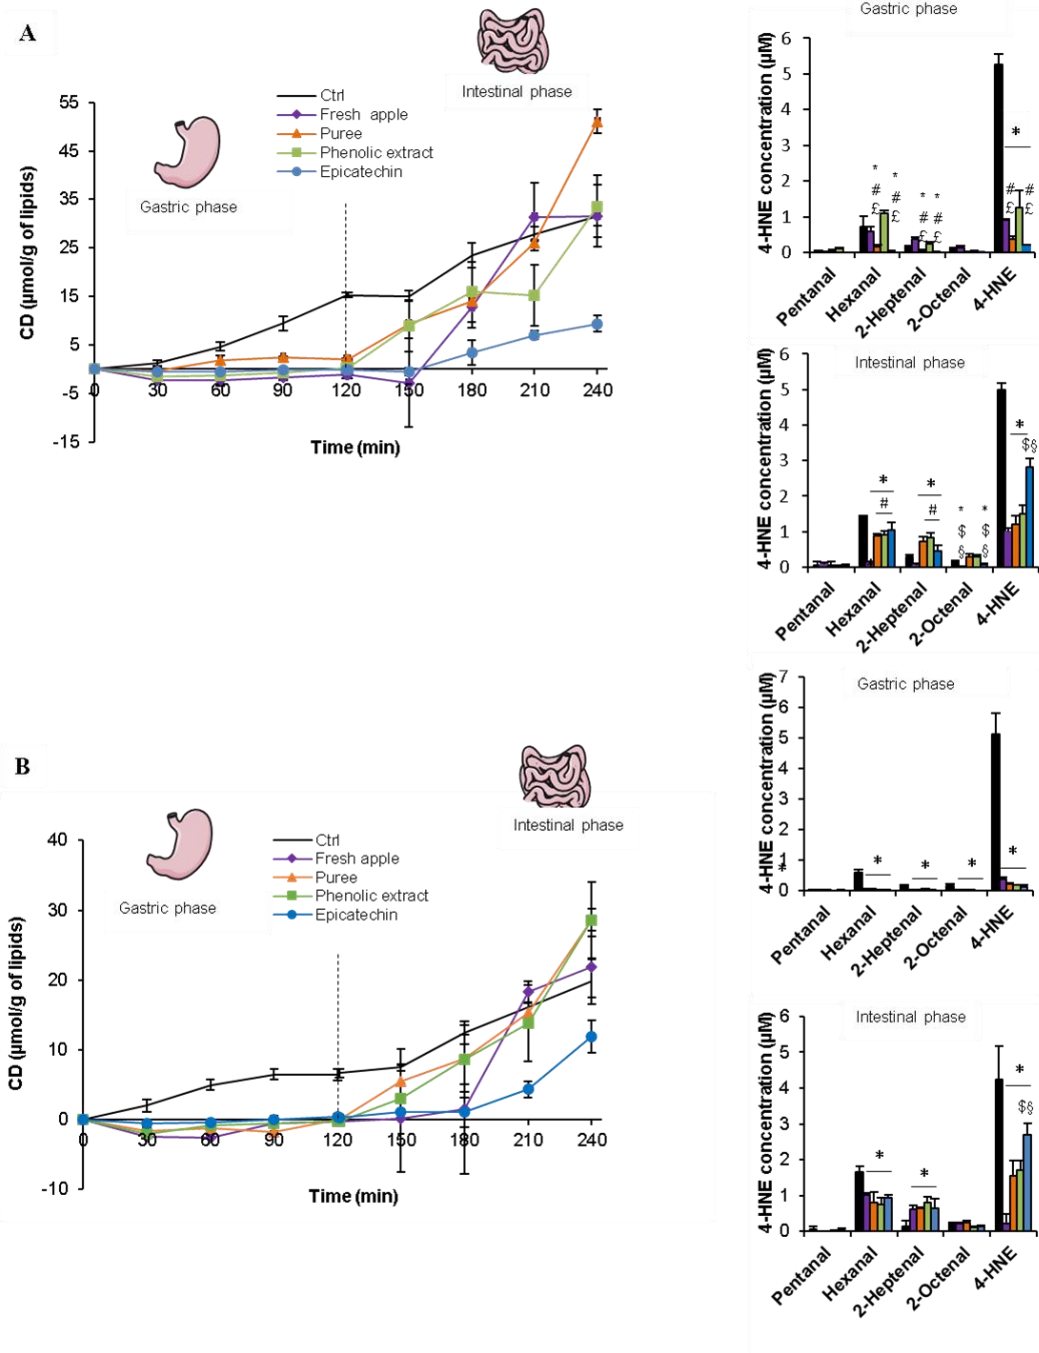 A
Gastric phase
Intestinal phase
Ctrl
Fresh apple
Puree
Phenolic extract
Epicatechin
55
45
35
25
15
5
-5
-15
CD (µmol/g of lipids)
0 30 60 90 120 150 180 210 240
Time (min)
Gastric phase
4-HNE concentration (µM)
6
5
4
3
2
1
0
*
#
£
*
#
£
*
#
£
*
#
£
*
#
£
#
£
Pentanal
Hexanal
2-Heptenal
2-Octenal
4-HNE
Intestinal phase
4-HNE concentration (µM)
6
5
4
3
2
1
0
*
#
*
#
*
$
§
*
$
§
*
$§
Pentanal
Hexanal
2-Heptenal
2-Octenal
4-HNE
B
Gastric phase
Intestinal phase
Ctrl
Fresh apple
Puree
Phenolic extract
Epicatechin
40
30
20
10
0
-10
CD (µmol/g of lipids)
0 30 60 90 120 150 180 210 240
Time (min)
Gastric phase
4-HNE concentration (µM)
7
6
5
4
3
2
1
0
* * * *
Pentanal
Hexanal
2-Heptenal
2-Octenal
4-HNE
Intestinal phase
4-HNE concentration (µM)
6
5
4
3
2
1
0
* * *
$§
Pentanal
Hexanal
2-Heptenal
2-Octenal
4-HNE